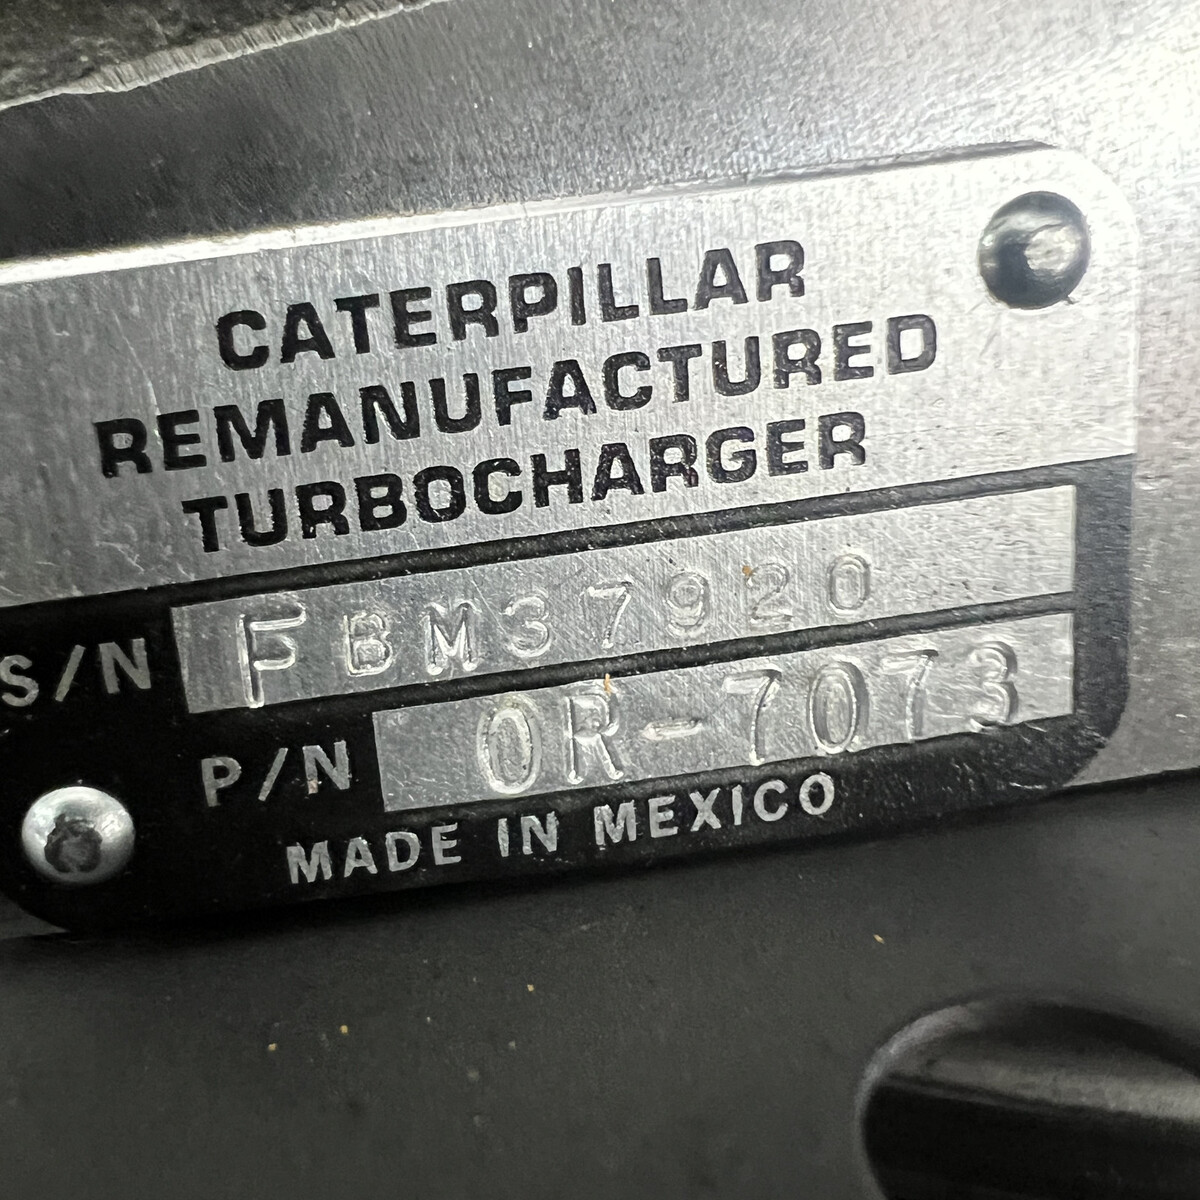 CATERPILLAR
REMANUFACTURED
TURBOCHARGER
S/N FBM37920
P/N 0R-7073
MADE IN MEXICO